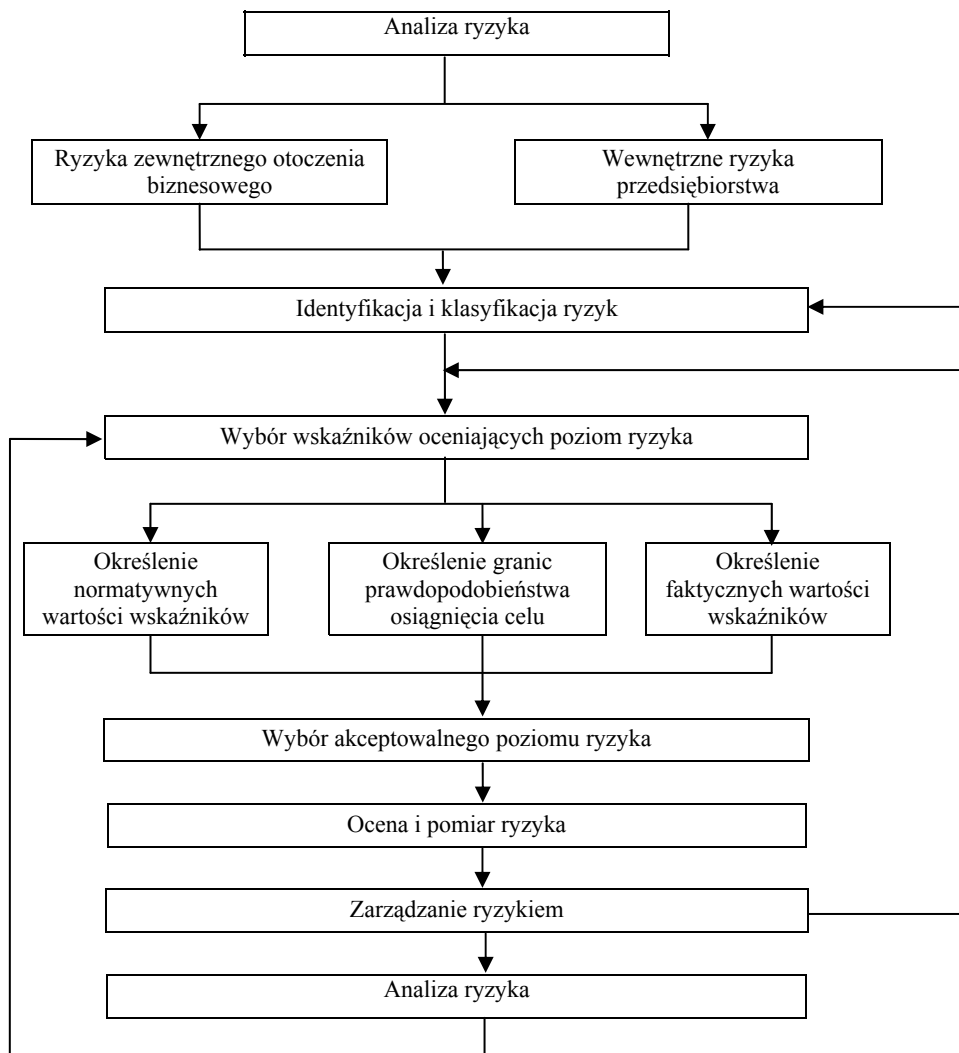 Analiza ryzyka
Ryzyka zewnętrznego otoczenia
biznesowego
Wewnętrzne ryzyka
przedsiębiorstwa
Identyfikacja i klasyfikacja ryzyk
Wybór wskaźników oceniających poziom ryzyka
Określenie
normatywnych
wartości wskaźników
Określenie granic
prawdopodobieństwa
osiągnięcia celu
Określenie
faktycznych wartości
wskaźników
Wybór akceptowalnego poziomu ryzyka
Ocena i pomiar ryzyka
Zarządzanie ryzykiem
Analiza ryzyka